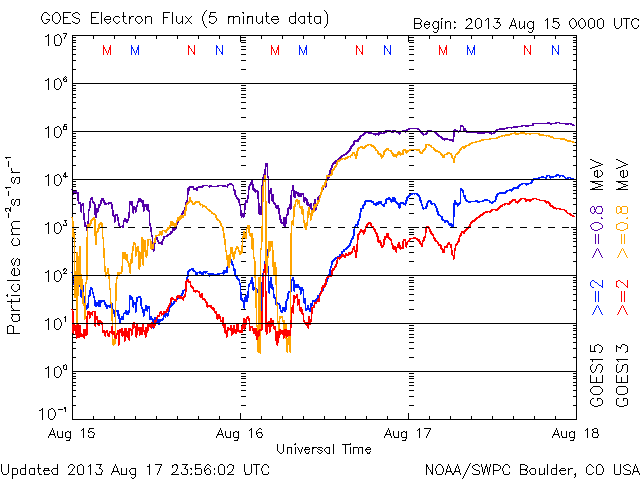 GOES Electron Flux (5 minute data)
Begin: 2013 Aug 15 0000 UTC
10⁷
M M N N M M N N M M N N
10⁶
10⁵
10⁴
10³
10²
10¹
10⁰
10⁻¹
Particles cm⁻²s⁻¹sr⁻¹
Aug 15 Aug 16 Aug 17 Aug 18
Universal Time
GOES15 >=2 >=0.8 MeV
GOES13 >=2 >=0.8 MeV
Updated 2013 Aug 17 23:56:02 UTC
NOAA/SWPC Boulder, CO USA